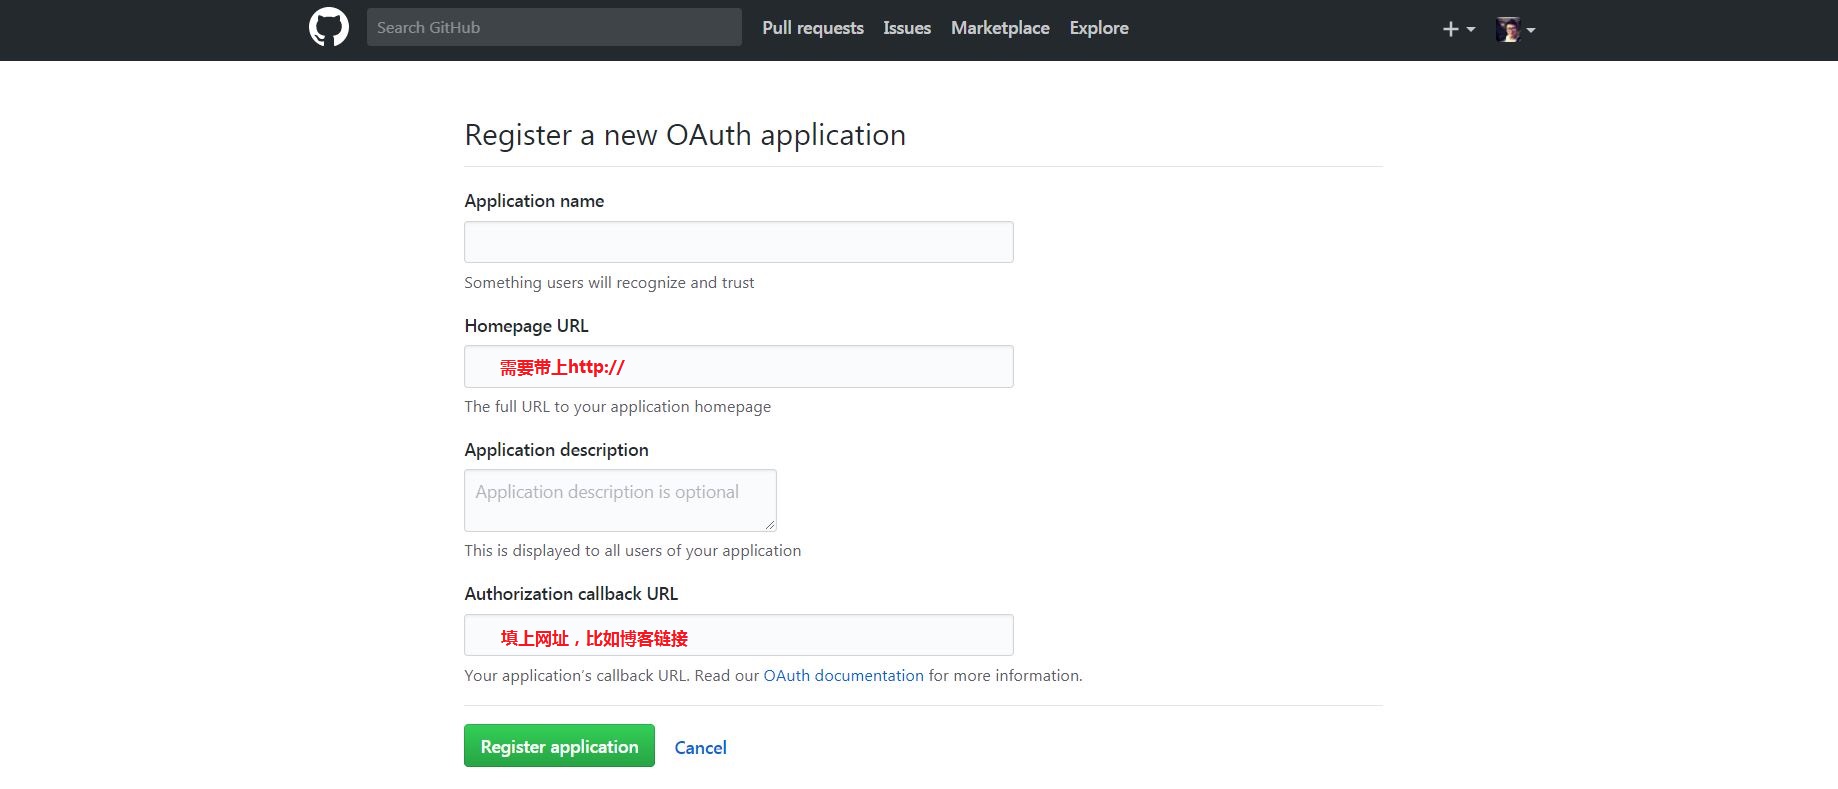 Search GitHub Pull requests Issues Marketplace Explore
Register a new OAuth application
Application name
Something users will recognize and trust
Homepage URL
需要带上http://
The full URL to your application homepage
Application description
Application description is optional
This is displayed to all users of your application
Authorization callback URL
填上网址，比如博客链接
Your application's callback URL. Read our OAuth documentation for more information.
Register application Cancel